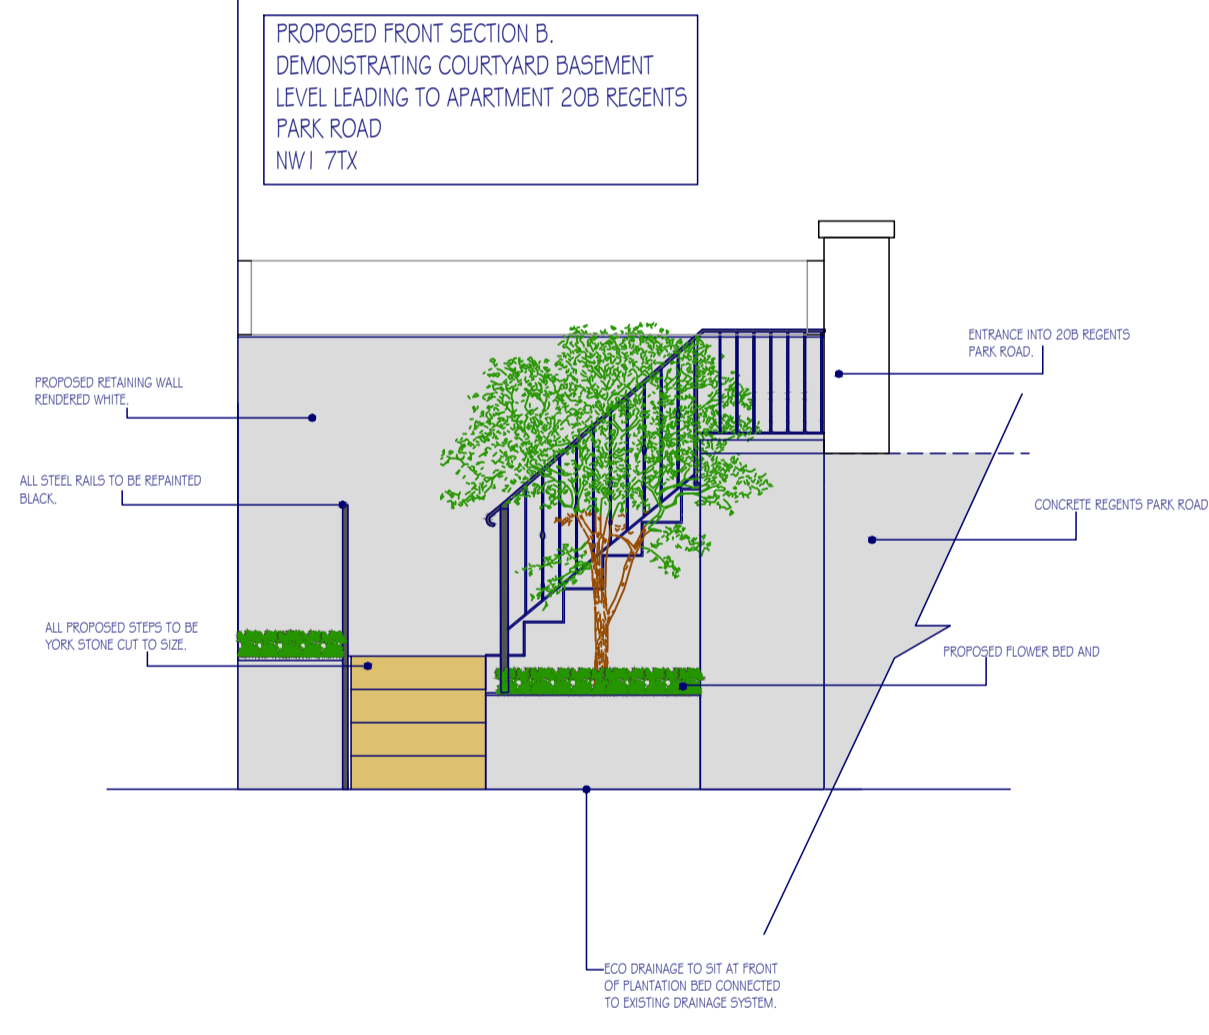 PROPOSED FRONT SECTION B.
DEMONSTRATING COURTYARD BASEMENT
LEVEL LEADING TO APARTMENT 20B REGENTS
PARK ROAD
NW1 7TX
ENTRANCE INTO 20B REGENTS
PARK ROAD.
PROPOSED RETAINING WALL
RENDERED WHITE.
ALL STEEL RAILS TO BE REPAINTED
BLACK.
CONCRETE REGENTS PARK ROAD
ALL PROPOSED STEPS TO BE
YORK STONE CUT TO SIZE.
PROPOSED FLOWER BED AND
ECO DRAINAGE TO SIT AT FRONT
OF PLANTATION BED CONNECTED
TO EXISTING DRAINAGE SYSTEM.